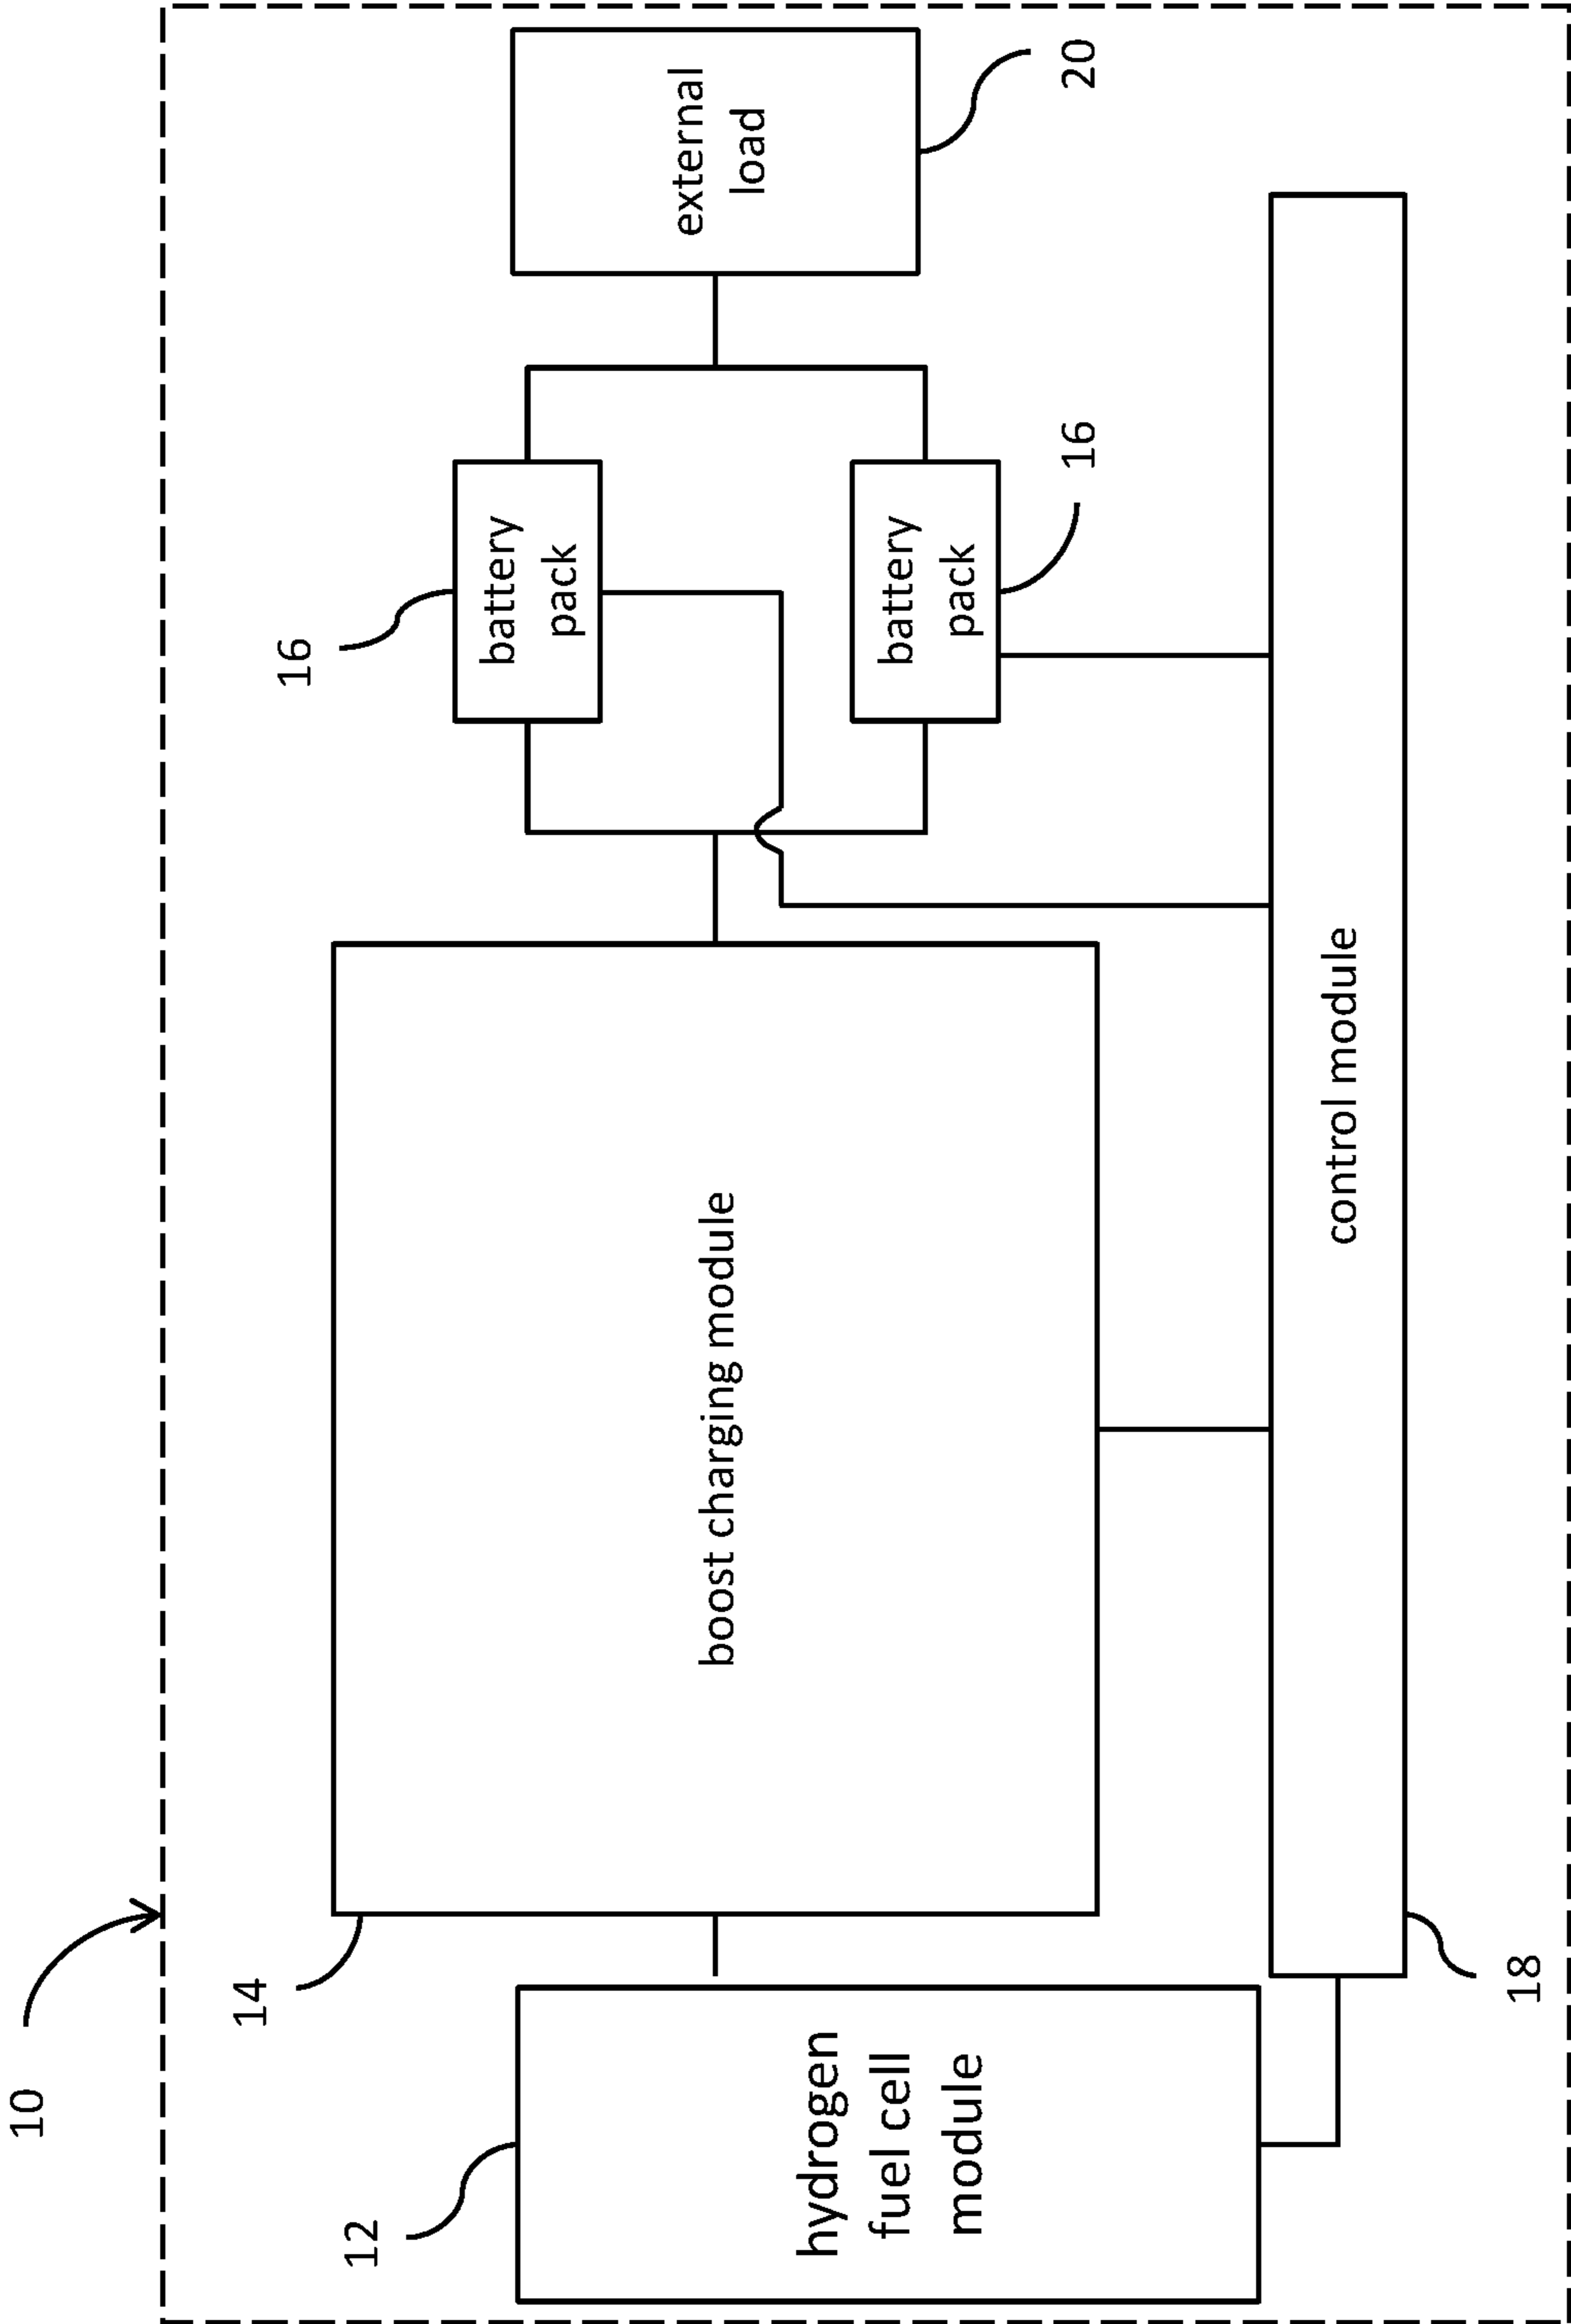 10
12
hydrogen
fuel cell
module
14
boost charging module
16
battery
pack
battery
pack
16
external
load
20
control module
18